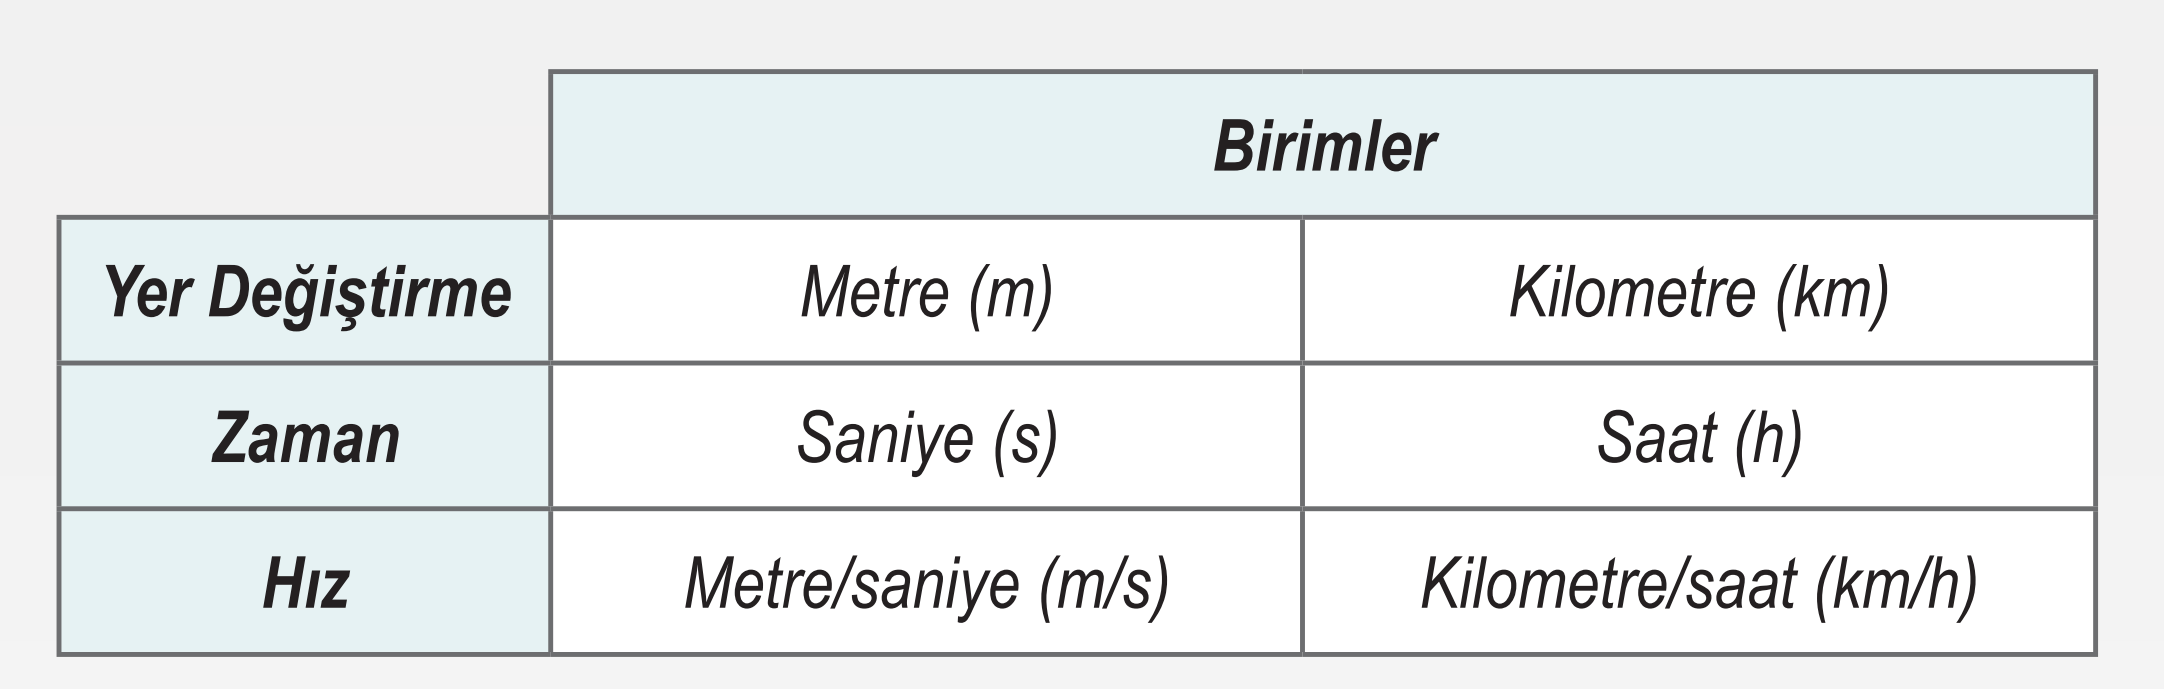 Birimler
Yer Değiştirme Metre (m) Kilometre (km)
Zaman Saniye (s) Saat (h)
Hız Metre/saniye (m/s) Kilometre/saat (km/h)